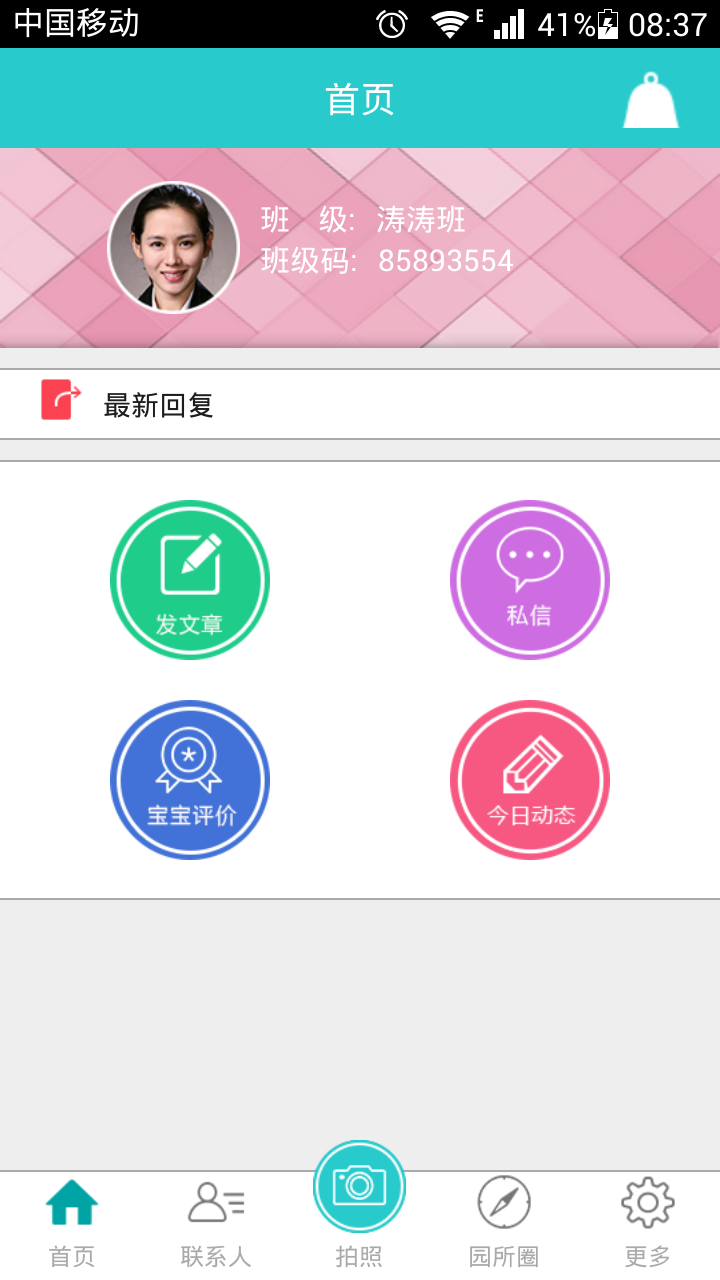 中国移动 E 41% 08:37
首页
班 级: 涛涛班
班级码: 85893554
最新回复
发文章 私信
宝宝评价 今日动态
首页 联系人 拍照 园所圈 更多